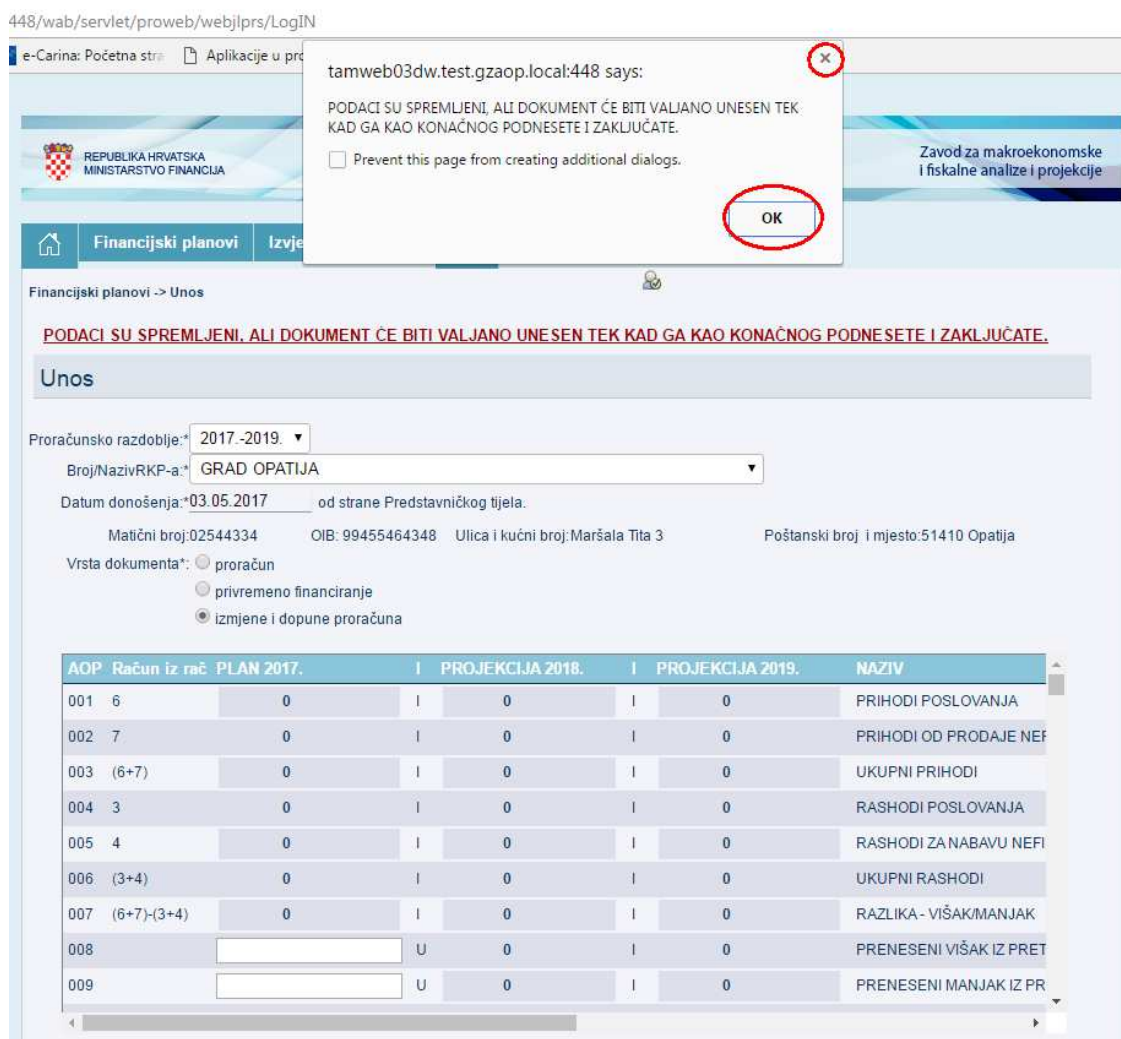 448/wab/servlet/proweb/webjlprs/LogIN
e-Carina: Početna stra Aplikacije u pro
tamweb03dw.test.gzaop.local:448 says:
PODACI SU SPREMLJENI, ALI DOKUMENT ĆE BITI VALJANO UNESEN TEK
KAD GA KAO KONAČNOG PODNESETE I ZAKLJUČATE.
Prevent this page from creating additional dialogs.
OK
REPUBLIKA HRVATSKA
MINISTARSTVO FINANCIJA
Zavod za makroekonomske
i fiskalne analize i projekcije
Financijski planovi Izvje
Financijski planovi -> Unos
PODACI SU SPREMLJENI, ALI DOKUMENT ĆE BITI VALJANO UNESEN TEK KAD GA KAO KONAČNOG PODNESETE I ZAKLJUČATE.
Unos
Proračunsko razdoblje:* 2017.-2019.
Broj/NazivRKP-a:* GRAD OPATIJA
Datum donošenja:*03.05.2017 od strane Predstavničkog tijela.
Matični broj:02544334 OIB: 99455464348 Ulica i kućni broj:Maršala Tita 3 Poštanski broj i mjesto:51410 Opatija
Vrsta dokumenta*: proračun
privremeno financiranje
izmjene i dopune proračuna
AOP Račun iz rač PLAN 2017. I PROJEKCIJA 2018. I PROJEKCIJA 2019. NAZIV
001 6 0 I 0 I 0 PRIHODI POSLOVANJA
002 7 0 I 0 I 0 PRIHODI OD PRODAJE NEF
003 (6+7) 0 I 0 I 0 UKUPNI PRIHODI
004 3 0 I 0 I 0 RASHODI POSLOVANJA
005 4 0 I 0 I 0 RASHODI ZA NABAVU NEFI
006 (3+4) 0 I 0 I 0 UKUPNI RASHODI
007 (6+7)-(3+4) 0 I 0 I 0 RAZLIKA - VIŠAK/MANJAK
008 U 0 I 0 PRENESENI VIŠAK IZ PRET
009 U 0 I 0 PRENESENI MANJAK IZ PR